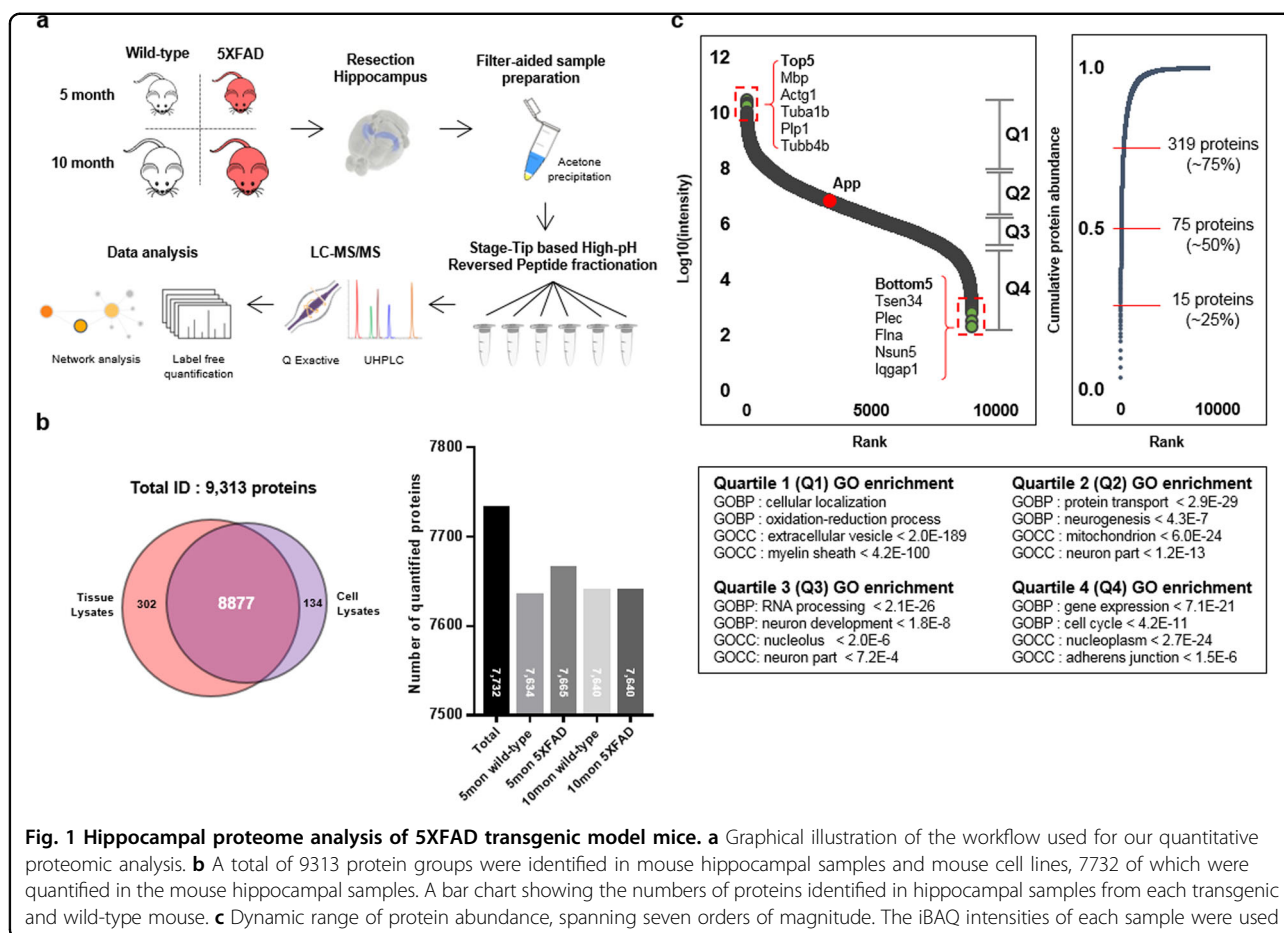 a
Wild-type 5XFAD
5 month
10 month
Resection
Hippocampus
Filter-aided sample
preparation
Acetone
precipitation
Data analysis
LC-MS/MS
Stage-Tip based High-pH
Reversed Peptide fractionation
Network analysis
Label free
quantification
Q Exactive
UHPLC
b
Total ID : 9,313 proteins
Tissue
Lysates
302
8877
134
Cell
Lysates
Number of quantified proteins
7800
7700
7600
7500
7,732
7,634
7,665
7,640
7,640
Total
5mon wild-type
5mon 5XFAD
10mon wild-type
10mon 5XFAD
c
Log10(intensity)
12
10
8
6
4
2
0
Top5
Mbp
Actg1
Tuba1b
Plp1
Tubb4b
App
Bottom5
Tsen34
Plec
Flna
Nsun5
Iqgap1
Q1
Q2
Q3
Q4
0 5000 10000
Rank
Cumulative protein abundance
1.0
0.5
0.0
319 proteins
(~75%)
75 proteins
(~50%)
15 proteins
(~25%)
0 10000
Rank
Quartile 1 (Q1) GO enrichment
GOBP : cellular localization
GOBP : oxidation-reduction process
GOCC : extracellular vesicle < 2.0E-189
GOCC : myelin sheath < 4.2E-100
Quartile 2 (Q2) GO enrichment
GOBP : protein transport < 2.9E-29
GOBP : neurogenesis < 4.3E-7
GOCC : mitochondrion < 6.0E-24
GOCC : neuron part < 1.2E-13
Quartile 3 (Q3) GO enrichment
GOBP: RNA processing < 2.1E-26
GOBP: neuron development < 1.8E-8
GOCC: nucleolus < 2.0E-6
GOCC: neuron part < 7.2E-4
Quartile 4 (Q4) GO enrichment
GOBP : gene expression < 7.1E-21
GOBP : cell cycle < 4.2E-11
GOCC : nucleoplasm < 2.7E-24
GOCC : adherens junction < 1.5E-6
Fig. 1 Hippocampal proteome analysis of 5XFAD transgenic model mice. a Graphical illustration of the workflow used for our quantitative
proteomic analysis. b A total of 9313 protein groups were identified in mouse hippocampal samples and mouse cell lines, 7732 of which were
quantified in the mouse hippocampal samples. A bar chart showing the numbers of proteins identified in hippocampal samples from each transgenic
and wild-type mouse. c Dynamic range of protein abundance, spanning seven orders of magnitude. The iBAQ intensities of each sample were used